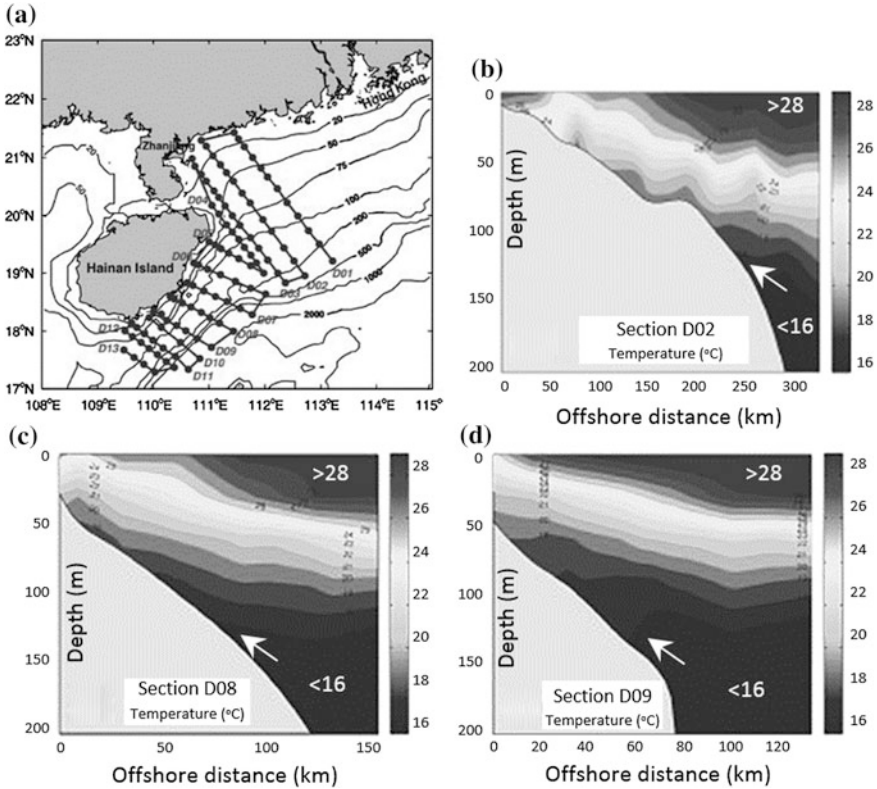 (a)
23°N
22°N
21°N
20°N
19°N
18°N
17°N
108°E 109°E 110°E 111°E 112°E 113°E 114°E 115°
Hong Kong
Zhanjiang
Hainan Island
20
50
75
100
200
500
1000
2000
20
50
D04
D01
D02
D03
D07
D08
D09
D10
D11
D12
D13
(b)
0
50
100
150
200
Depth (m)
0 50 100 150 200 250 300
Offshore distance (km)
>28
<16
Section D02
Temperature (°C)
28
26
24
22
20
18
16
(c)
0
50
100
150
200
Depth (m)
0 50 100 150
Offshore distance (km)
>28
<16
Section D08
Temperature (°C)
28
26
24
22
20
18
16
(d)
0
50
100
150
200
Depth (m)
0 20 40 60 80 100 120
Offshore distance (km)
>28
<16
Section D09
Temperature (°C)
28
26
24
22
20
18
16